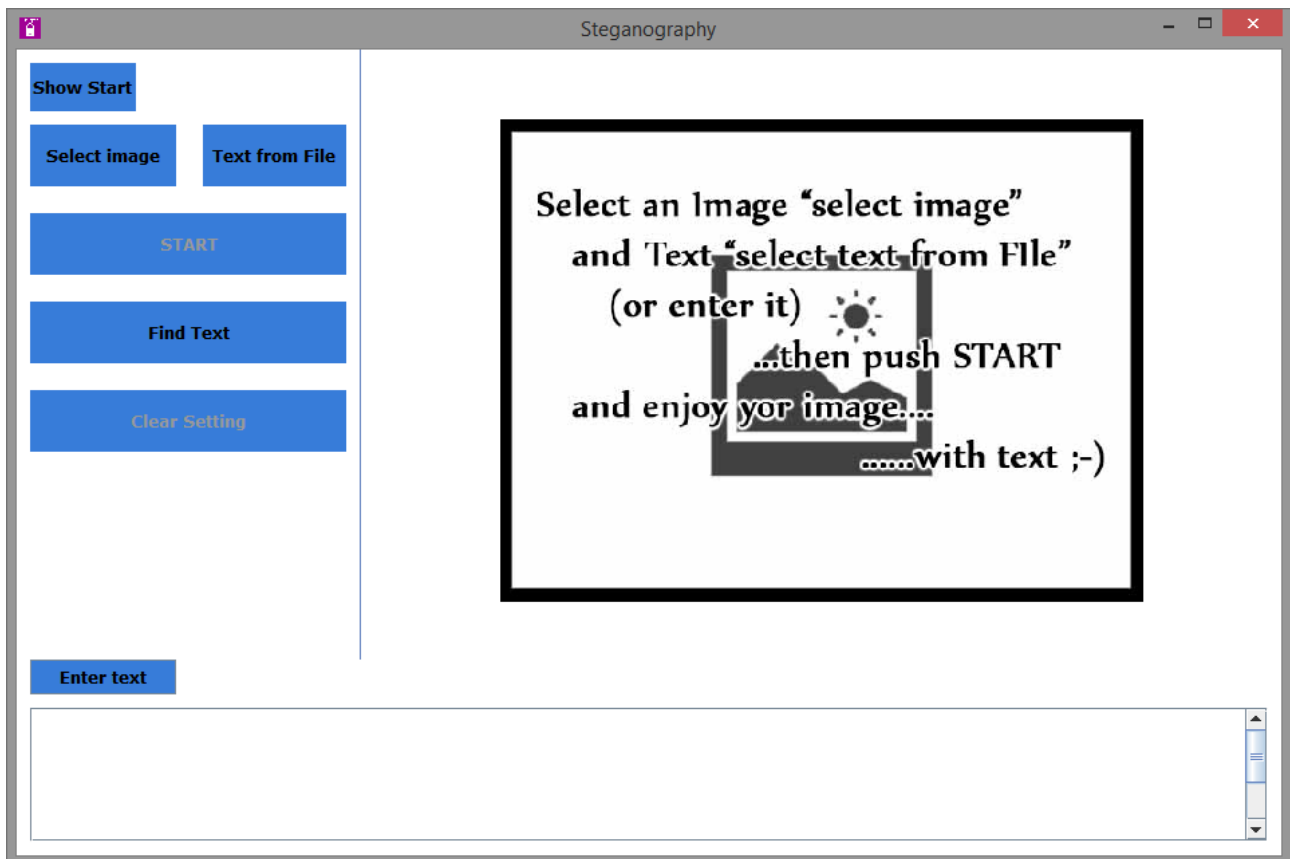 Steganography
Show Start
Select image
Text from File
START
Find Text
Clear Setting
Select an Image “select image”
and Text “select text from FIle”
(or enter it)
...then push START
and enjoy yor image....
......with text ;-)
Enter text